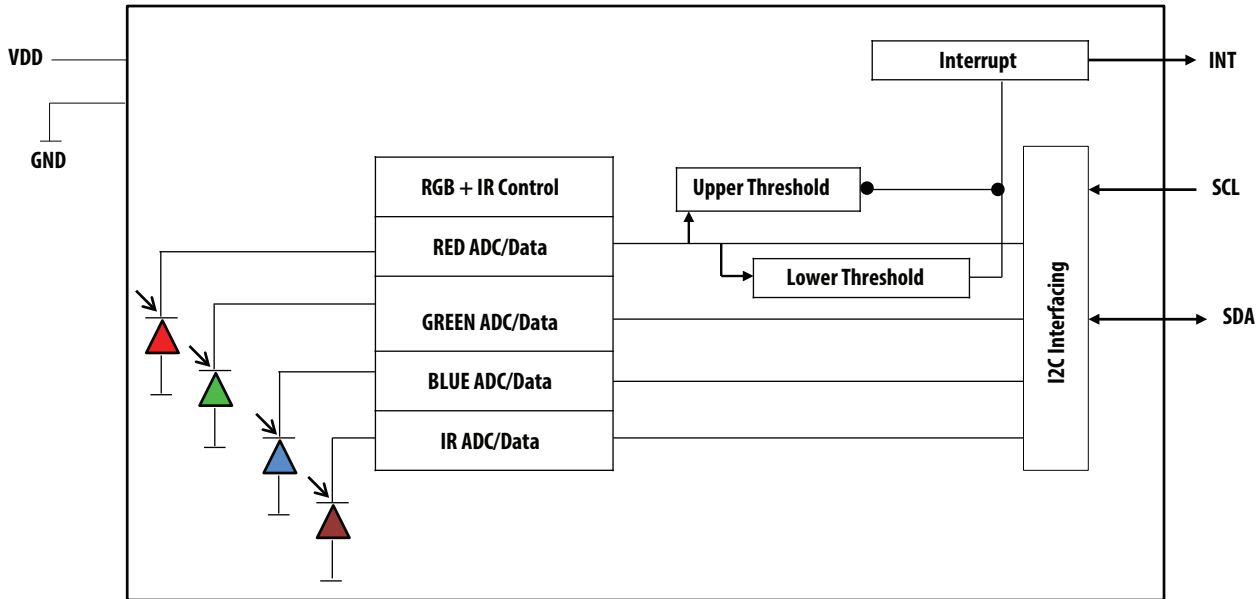 VDD
Interrupt
INT
GND
RGB + IR Control
Upper Threshold
SCL
RED ADC/Data
Lower Threshold
GREEN ADC/Data
SDA
I2C Interfacing
BLUE ADC/Data
IR ADC/Data